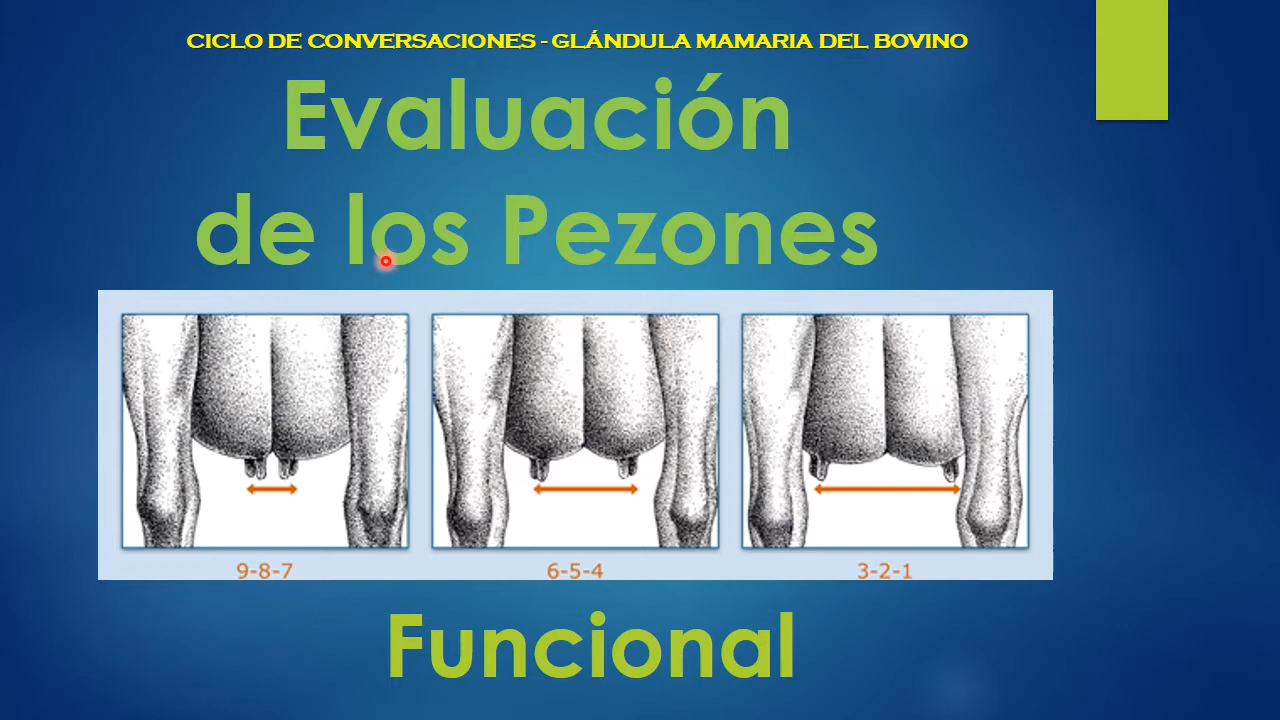 CICLO DE CONVERSACIONES - GLÁNDULA MAMARIA DEL BOVINO
Evaluación
de los Pezones
9-8-7
6-5-4
3-2-1
Funcional